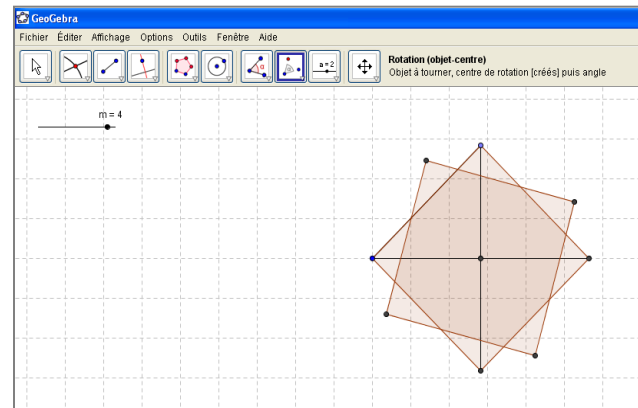 GeoGebra
Fichier Éditer Affichage Options Outils Fenêtre Aide
a = 2
Rotation (objet-centre)
Objet à tourner, centre de rotation [créés] puis angle
m = 4